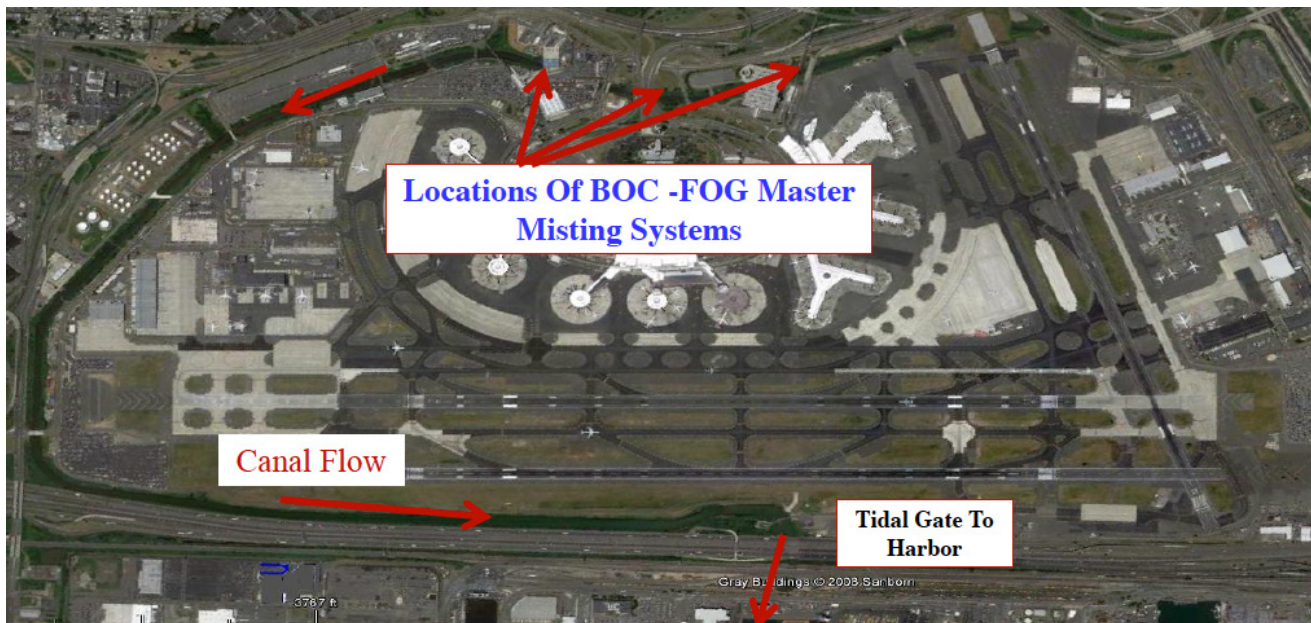 Locations Of BOC -FOG Master
Misting Systems
Canal Flow
Tidal Gate To
Harbor
Gray Buildings © 2008 Sanborn
3767 ft